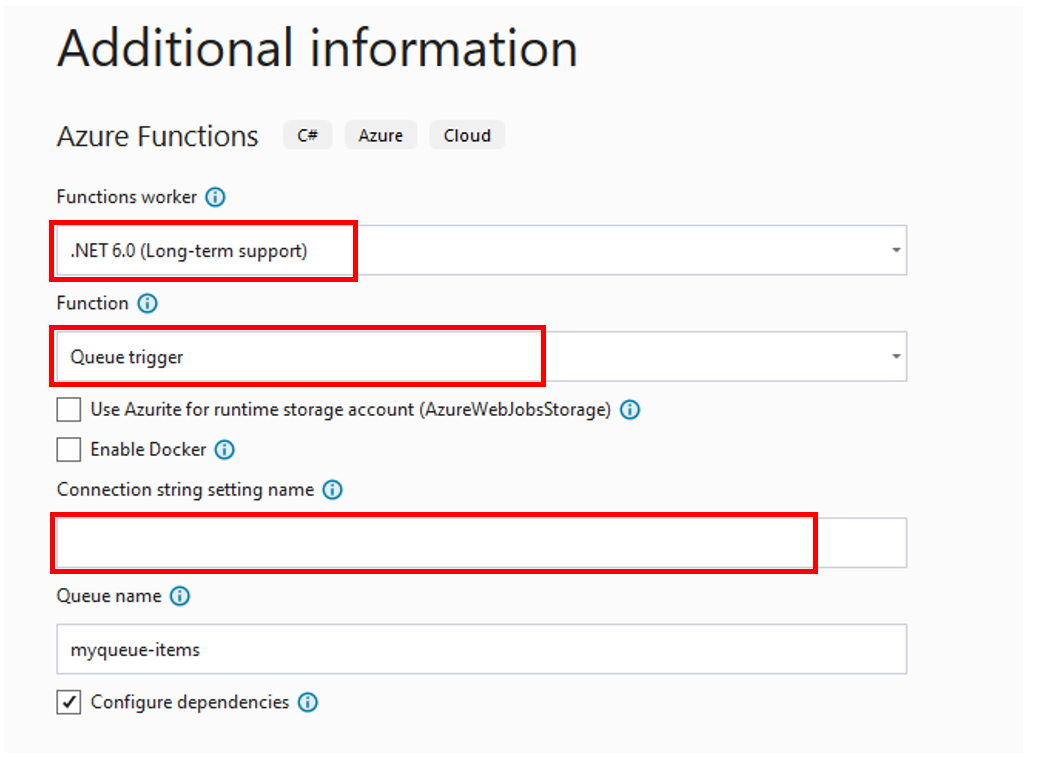 Additional information
Azure Functions C# Azure Cloud
Functions worker
.NET 6.0 (Long-term support)
Function
Queue trigger
Use Azurite for runtime storage account (AzureWebJobsStorage)
Enable Docker
Connection string setting name
Queue name
myqueue-items
Configure dependencies